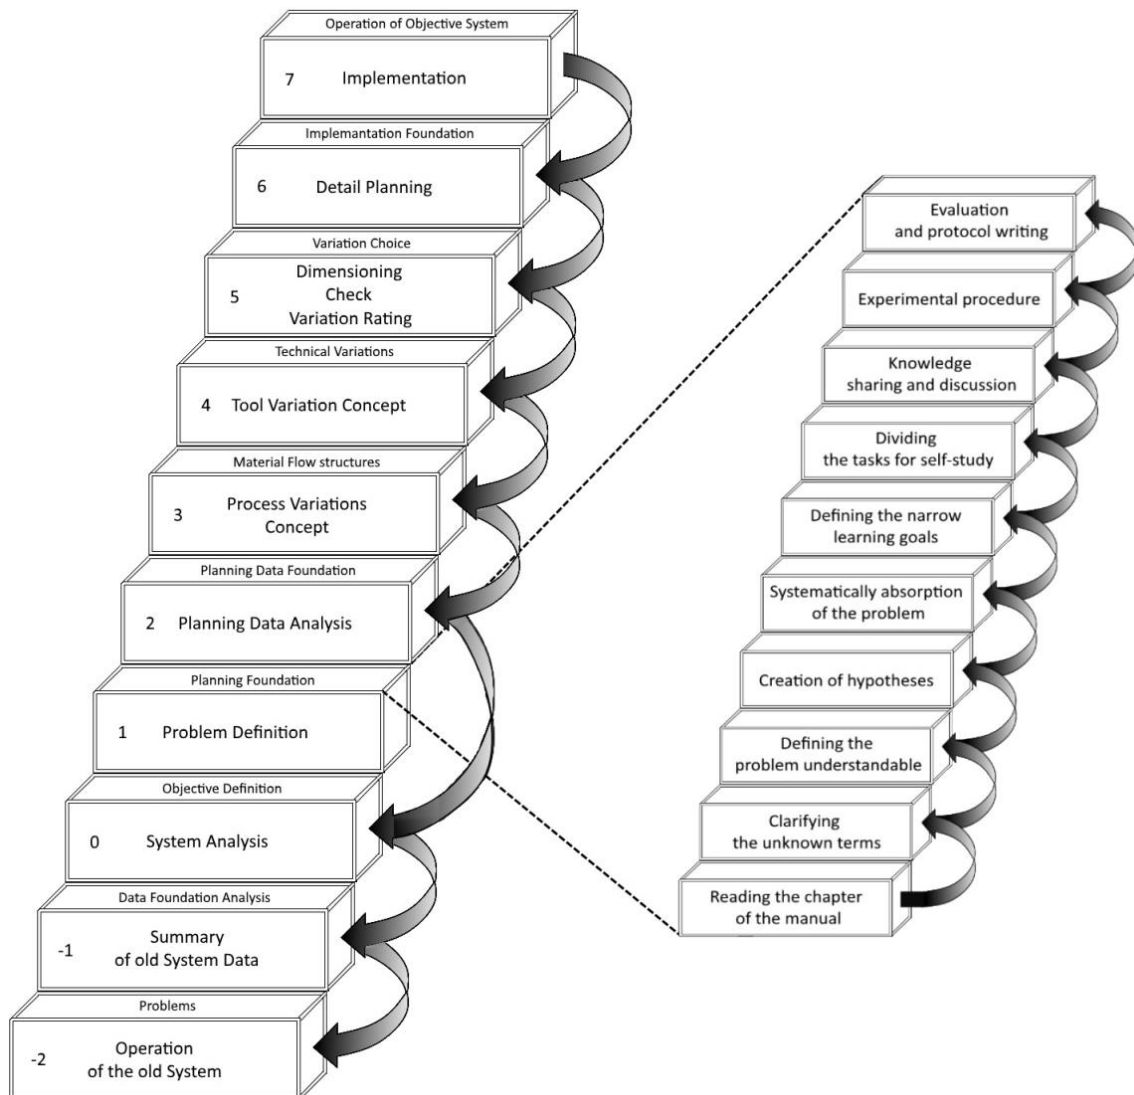 Operation of Objective System
7 Implementation
Implemantation Foundation
6 Detail Planning
Variation Choice
Dimensioning
5 Check
Variation Rating
Technical Variations
4 Tool Variation Concept
Material Flow structures
3 Process Variations
Concept
Planning Data Foundation
2 Planning Data Analysis
Planning Foundation
1 Problem Definition
Objective Definition
0 System Analysis
Data Foundation Analysis
-1 Summary
of old System Data
Problems
-2 Operation
of the old System
Evaluation
and protocol writing
Experimental procedure
Knowledge
sharing and discussion
Dividing
the tasks for self-study
Defining the narrow
learning goals
Systematically absorption
of the problem
Creation of hypotheses
Defining the
problem understandable
Clarifying
the unknown terms
Reading the chapter
of the manual